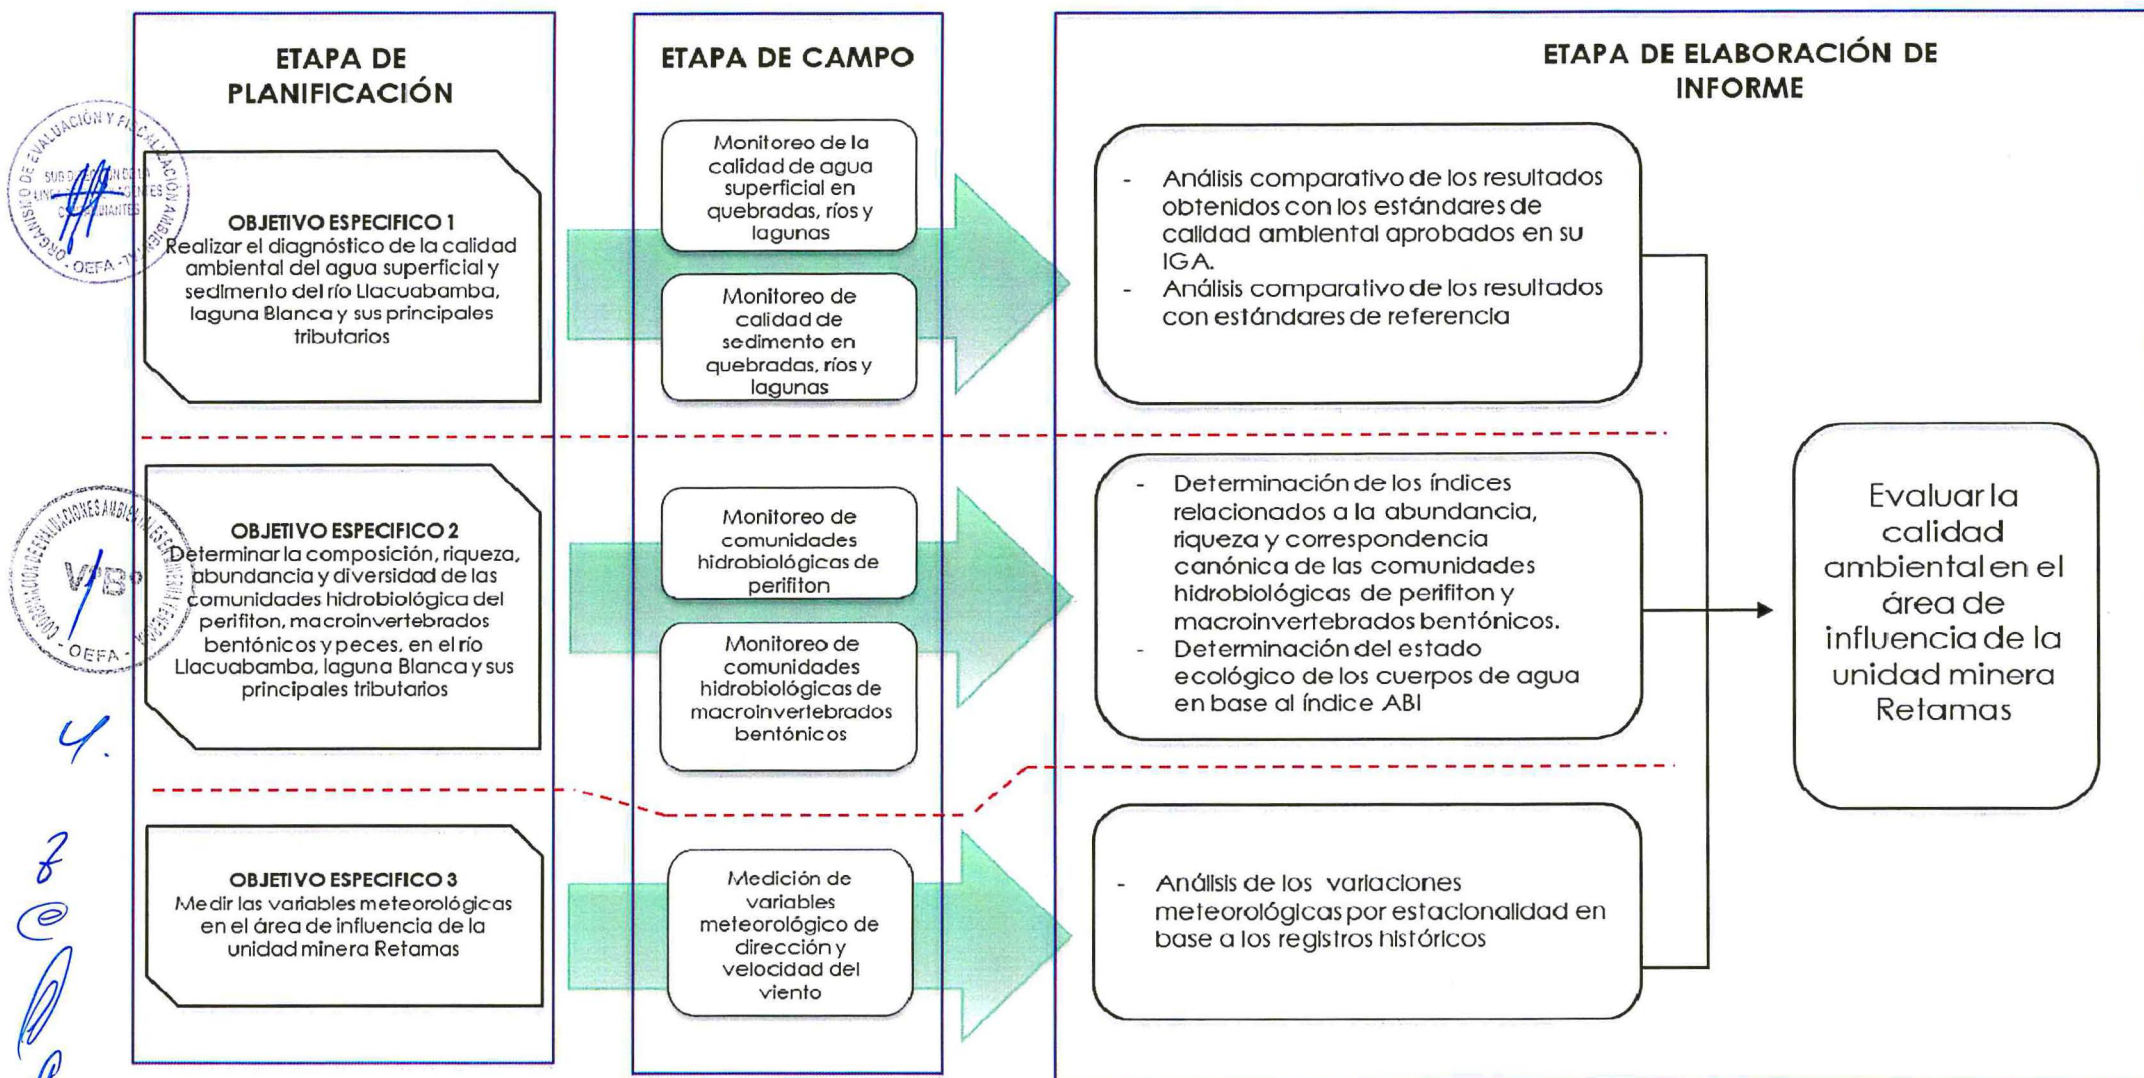 ETAPA DE
PLANIFICACIÓN
OBJETIVO ESPECIFICO 1
Realizar el diagnóstico de la calidad
ambiental del agua superficial y
sedimento del río Llacuabamba,
laguna Blanca y sus principales
tributarios
OBJETIVO ESPECIFICO 2
Determinar la composición, riqueza,
abundancia y diversidad de las
comunidades hidrobiológica del
perifiton, macroinvertebrados
bentónicos y peces, en el río
Llacuabamba, laguna Blanca y sus
principales tributarios
OBJETIVO ESPECIFICO 3
Medir las variables meteorológicas
en el área de influencia de la
unidad minera Retamas
ETAPA DE CAMPO
Monitoreo de la
calidad de agua
superficial en
quebradas, ríos y
lagunas
Monitoreo de
calidad de
sedimento en
quebradas, ríos y
lagunas
Monitoreo de
comunidades
hidrobiológicas de
perifiton
Monitoreo de
comunidades
hidrobiológicas de
macroinvertebrados
bentónicos
Medición de
variables
meteorológico de
dirección y
velocidad del
viento
ETAPA DE ELABORACIÓN DE
INFORME
- Análisis comparativo de los resultados
obtenidos con los estándares de
calidad ambiental aprobados en su
IGA.
- Análisis comparativo de los resultados
con estándares de referencia
- Determinación de los índices
relacionados a la abundancia,
riqueza y correspondencia
canónica de las comunidades
hidrobiológicas de perifiton y
macroinvertebrados bentónicos.
- Determinación del estado
ecológico de los cuerpos de agua
en base al índice ABI
- Análisis de los variaciones
meteorológicas por estacionalidad en
base a los registros históricos
Evaluar la
calidad
ambiental en el
área de
influencia de la
unidad minera
Retamas
ORGANISMO DE EVALUACIÓN Y FISCALIZACIÓN AMBIENTAL
OEFA
V°B°
OEFA